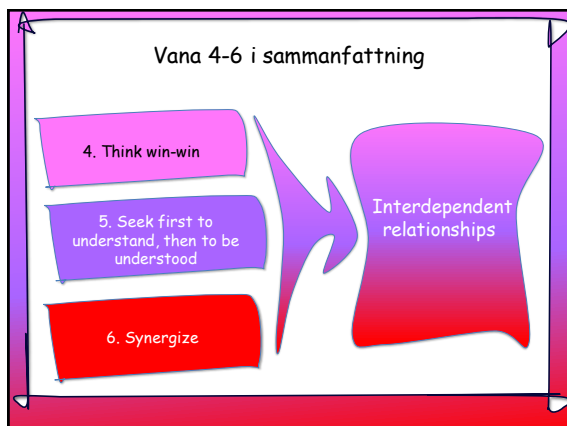 Vana 4-6 i sammanfattning
4. Think win-win
5. Seek first to
understand, then to be
understood
6. Synergize
Interdependent
relationships